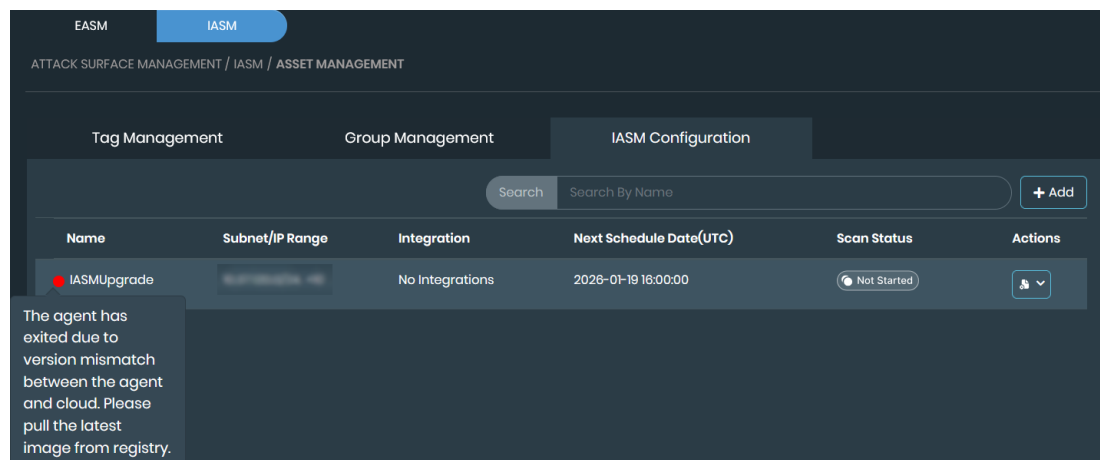 EASM IASM
ATTACK SURFACE MANAGEMENT / IASM / ASSET MANAGEMENT
Tag Management Group Management IASM Configuration
Search Search By Name + Add
Name Subnet/IP Range Integration Next Schedule Date(UTC) Scan Status Actions
IASMUpgrade No Integrations 2026-01-19 16:00:00 Not Started
The agent has
exited due to
version mismatch
between the agent
and cloud. Please
pull the latest
image from registry.